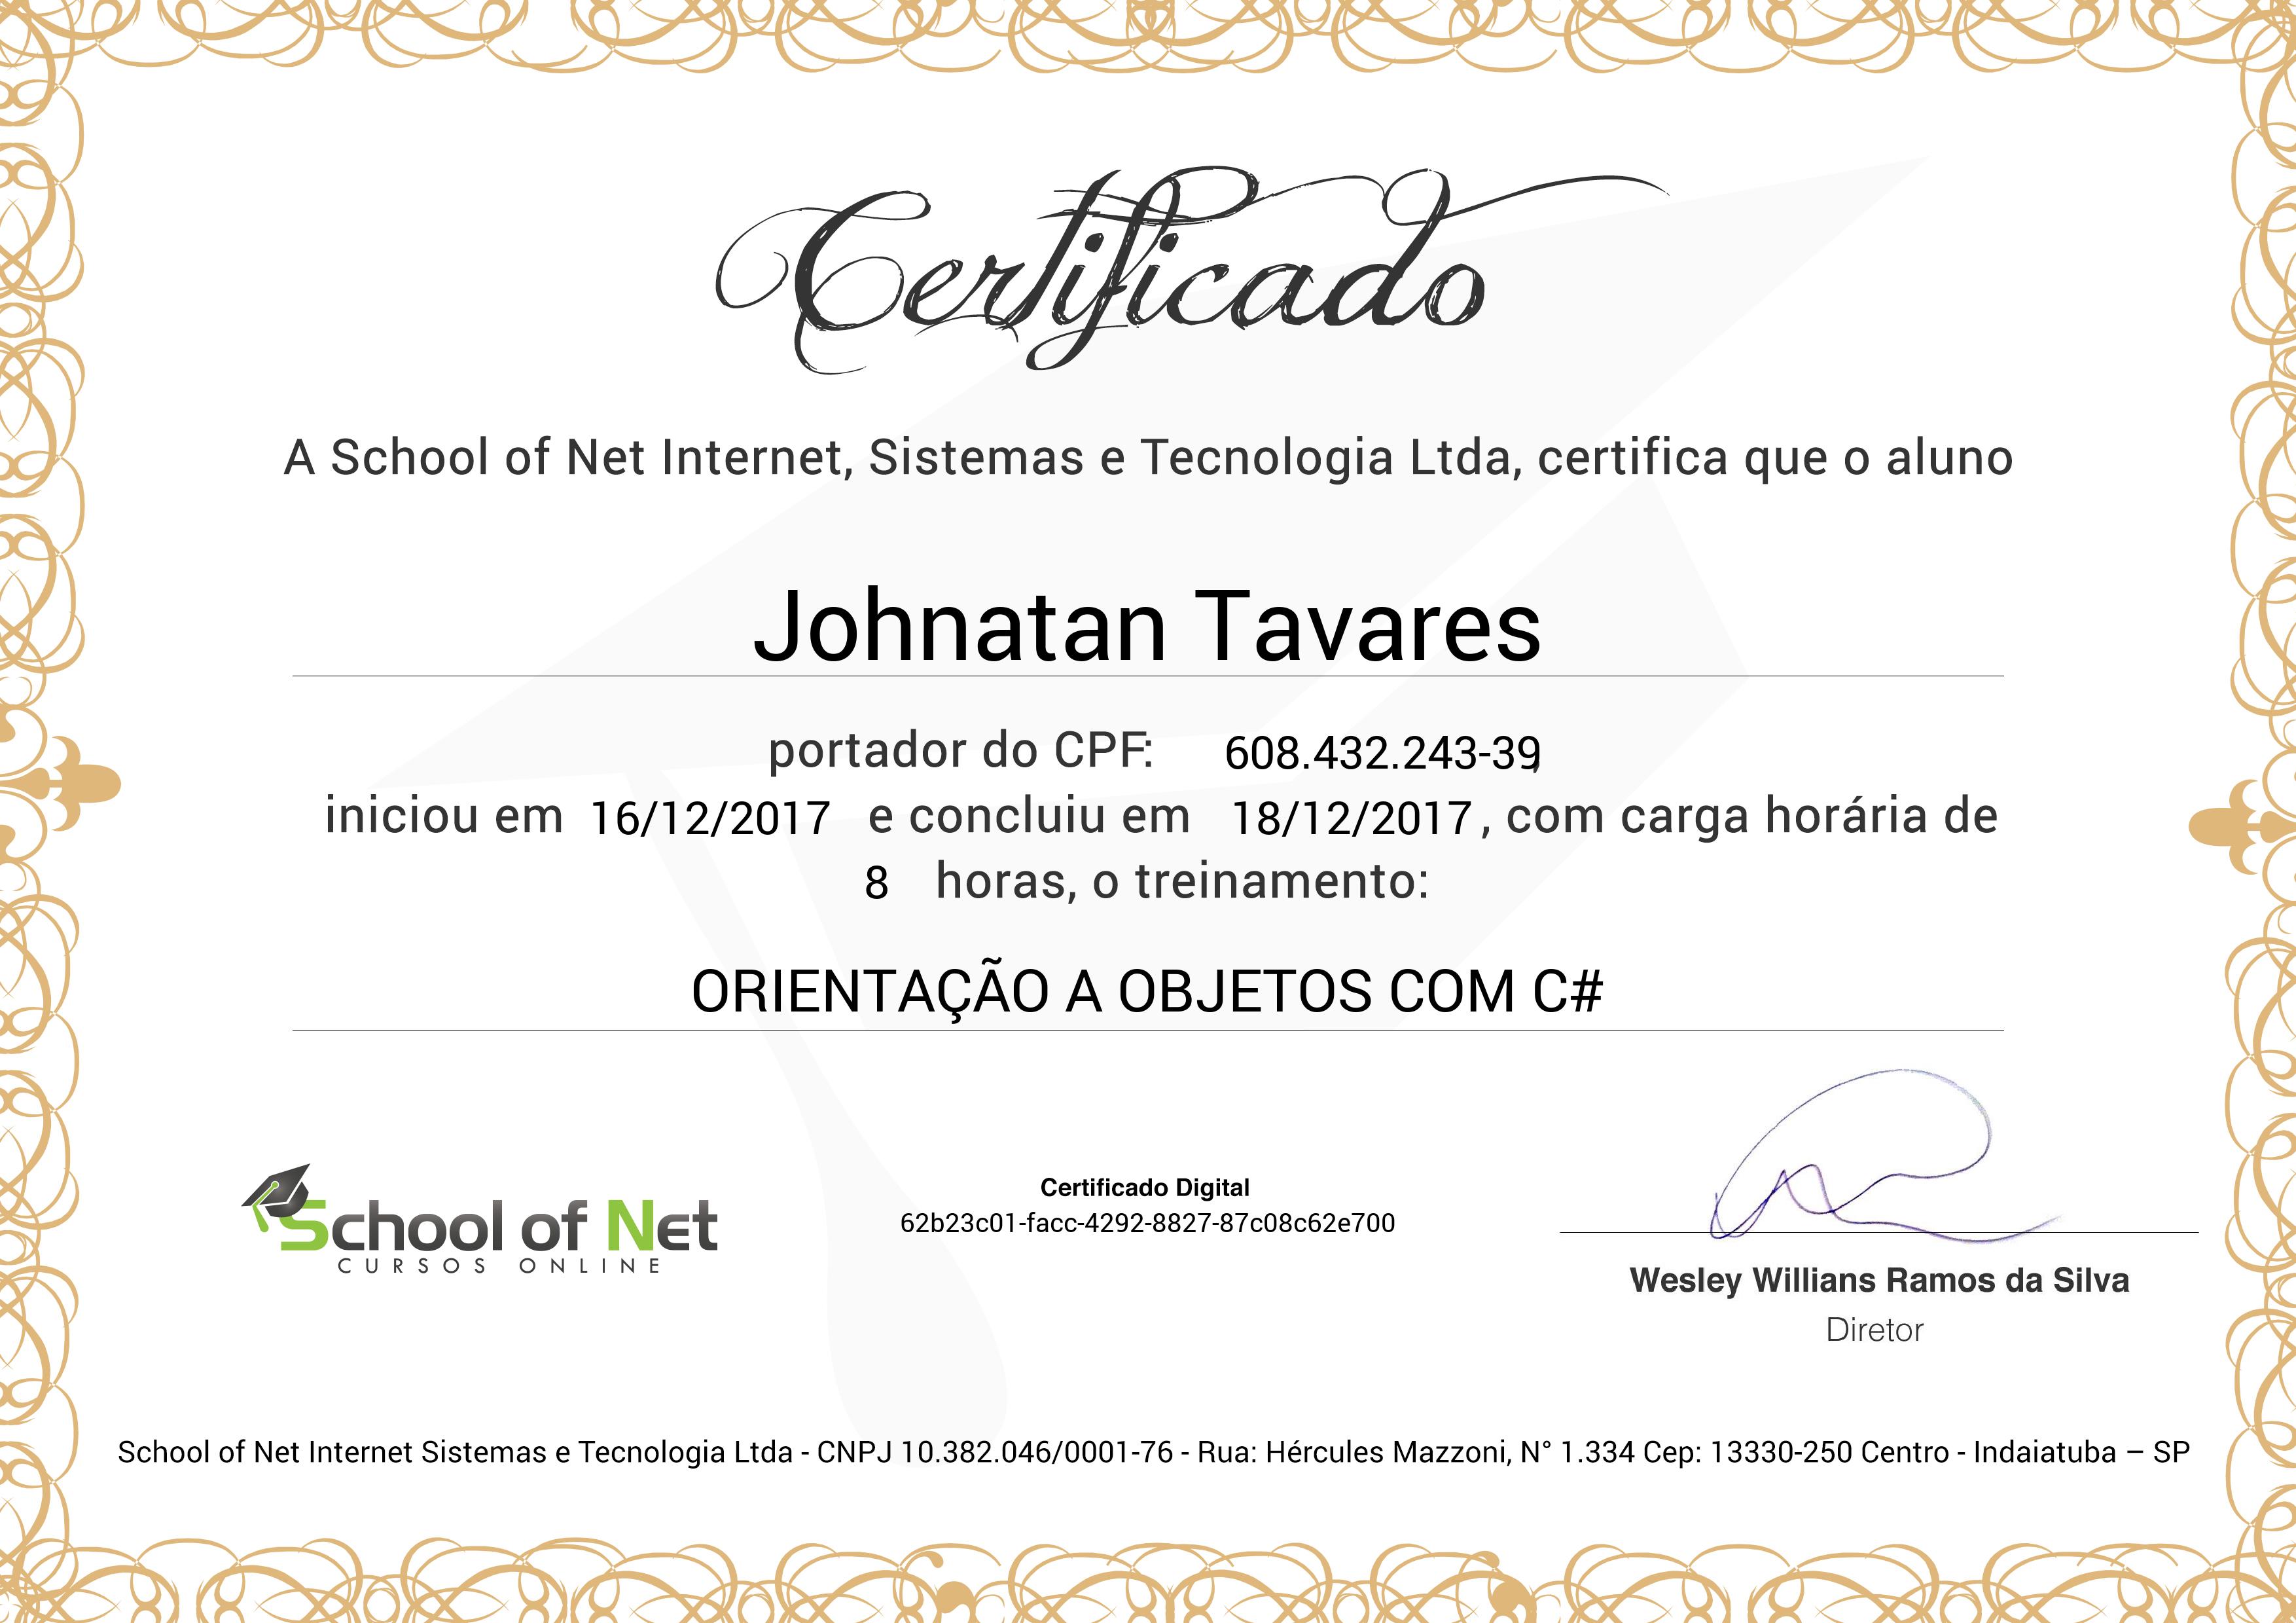 Certificado
A School of Net Internet, Sistemas e Tecnologia Ltda, certifica que o aluno
Johnatan Tavares
portador do CPF: 608.432.243-39,
iniciou em 16/12/2017 e concluiu em 18/12/2017, com carga horária de
8 horas, o treinamento:
ORIENTAÇÃO A OBJETOS COM C#
School of Net
CURSOS ONLINE
Certificado Digital
62b23c01-facc-4292-8827-87c08c62e700
Wesley Willians Ramos da Silva
Diretor
School of Net Internet Sistemas e Tecnologia Ltda - CNPJ 10.382.046/0001-76 - Rua: Hércules Mazzoni, N° 1.334 Cep: 13330-250 Centro - Indaiatuba – SP